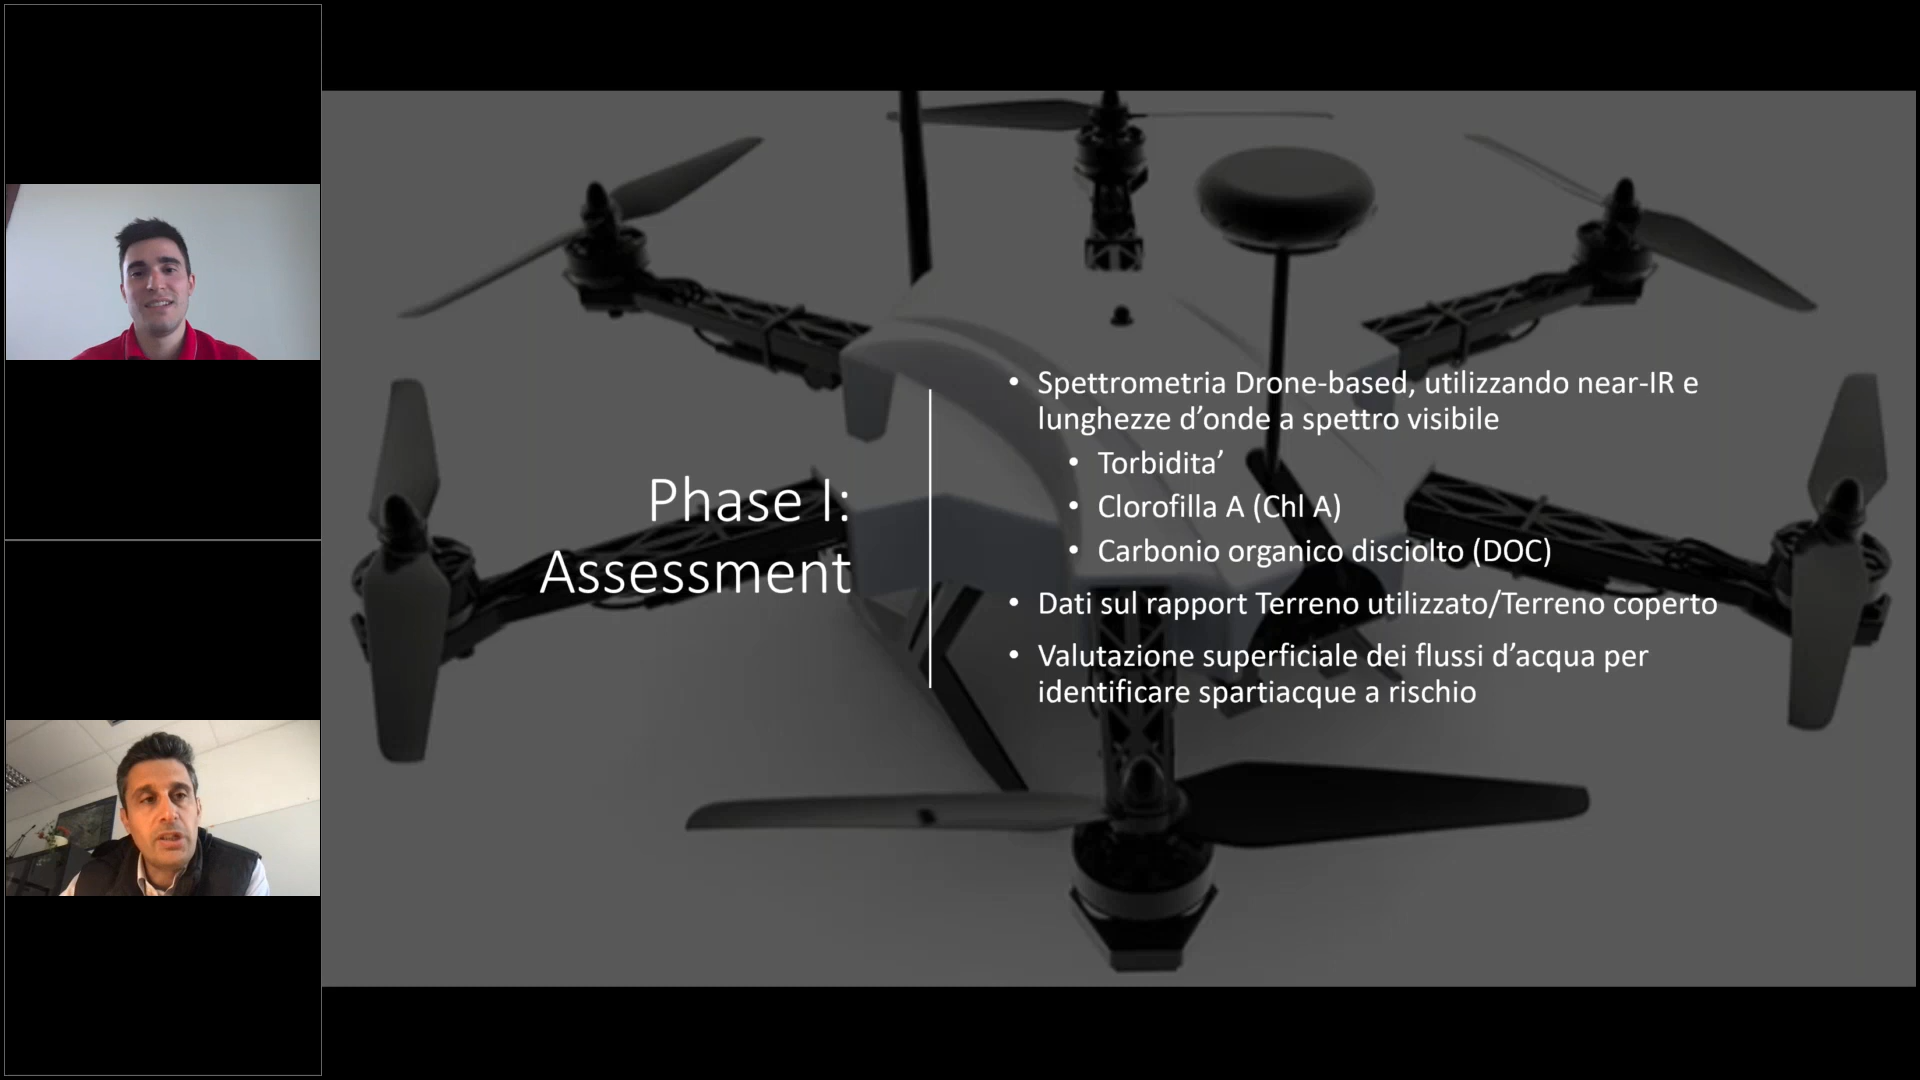 Phase I:
Assessment
• Spettrometria Drone-based, utilizzando near-IR e
lunghezze d’onde a spettro visibile
• Torbidita’
• Clorofilla A (Chl A)
• Carbonio organico disciolto (DOC)
• Dati sul rapport Terreno utilizzato/Terreno coperto
• Valutazione superficiale dei flussi d’acqua per
identificare spartiacque a rischio